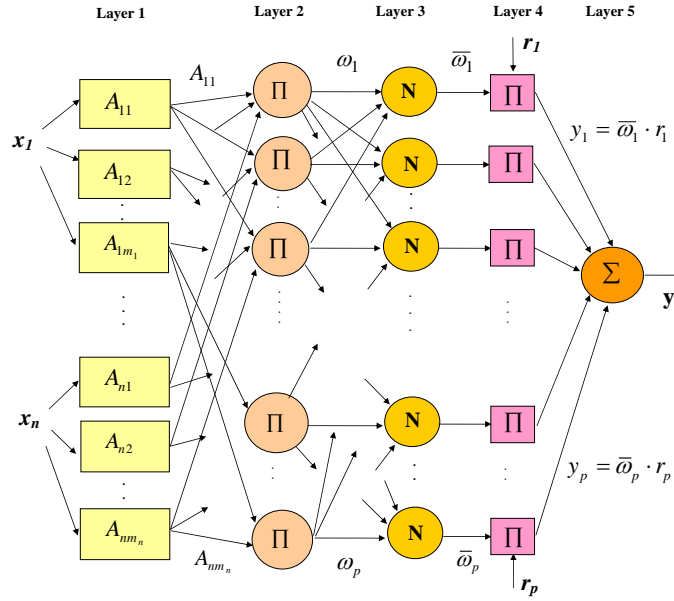 Layer 1 Layer 2 Layer 3 Layer 4 Layer 5
A₁₁ ω₁ ω̅₁ r₁
A₁₁ Π N Π
x₁ y₁ = ω̅₁ · r₁
A₁₂ Π N Π
A₁ₘ₁ Π N Π Σ
y
Aₙ₁
xₙ Π N Π
Aₙ₂
yₚ = ω̅ₚ · rₚ
Aₙₘₙ Π N Π
Aₙₘₙ ωₚ ω̅ₚ rₚ